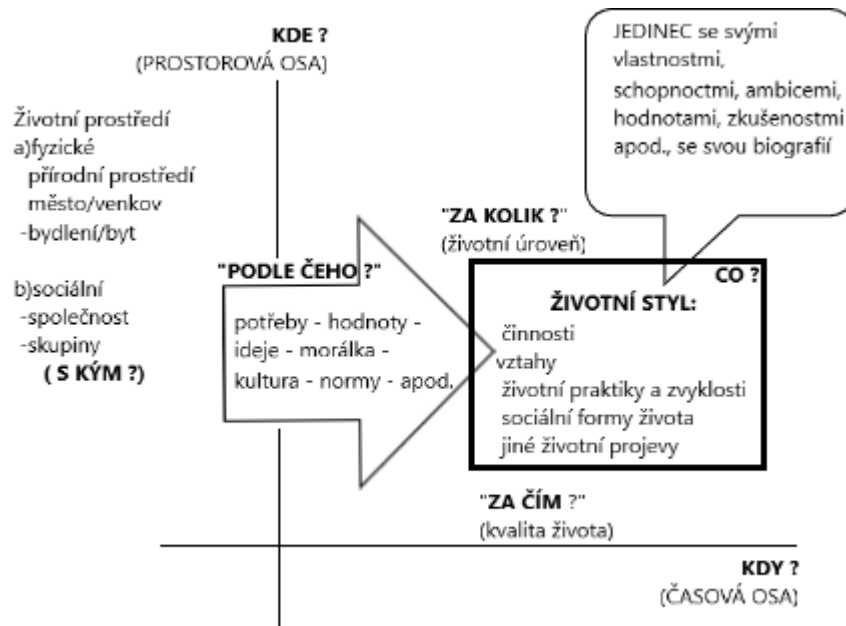 KDE ?
(PROSTOROVÁ OSA)
JEDINEC se svými
vlastnostmi,
schopnoctmi, ambicemi,
hodnotami, zkušenostmi
apod., se svou biografií
Životní prostředí
a)fyzické
přírodní prostředí
město/venkov
-bydlení/byt
b)sociální
-společnost
-skupiny
( S KÝM ?)
"PODLE ČEHO ?"
potřeby - hodnoty -
ideje - morálka -
kultura - normy - apod.
"ZA KOLIK ?"
(životní úroveň)
CO ?
ŽIVOTNÍ STYL:
činnosti
vztahy
životní praktiky a zvyklosti
sociální formy života
jiné životní projevy
"ZA ČÍM ?"
(kvalita života)
KDY ?
(ČASOVÁ OSA)